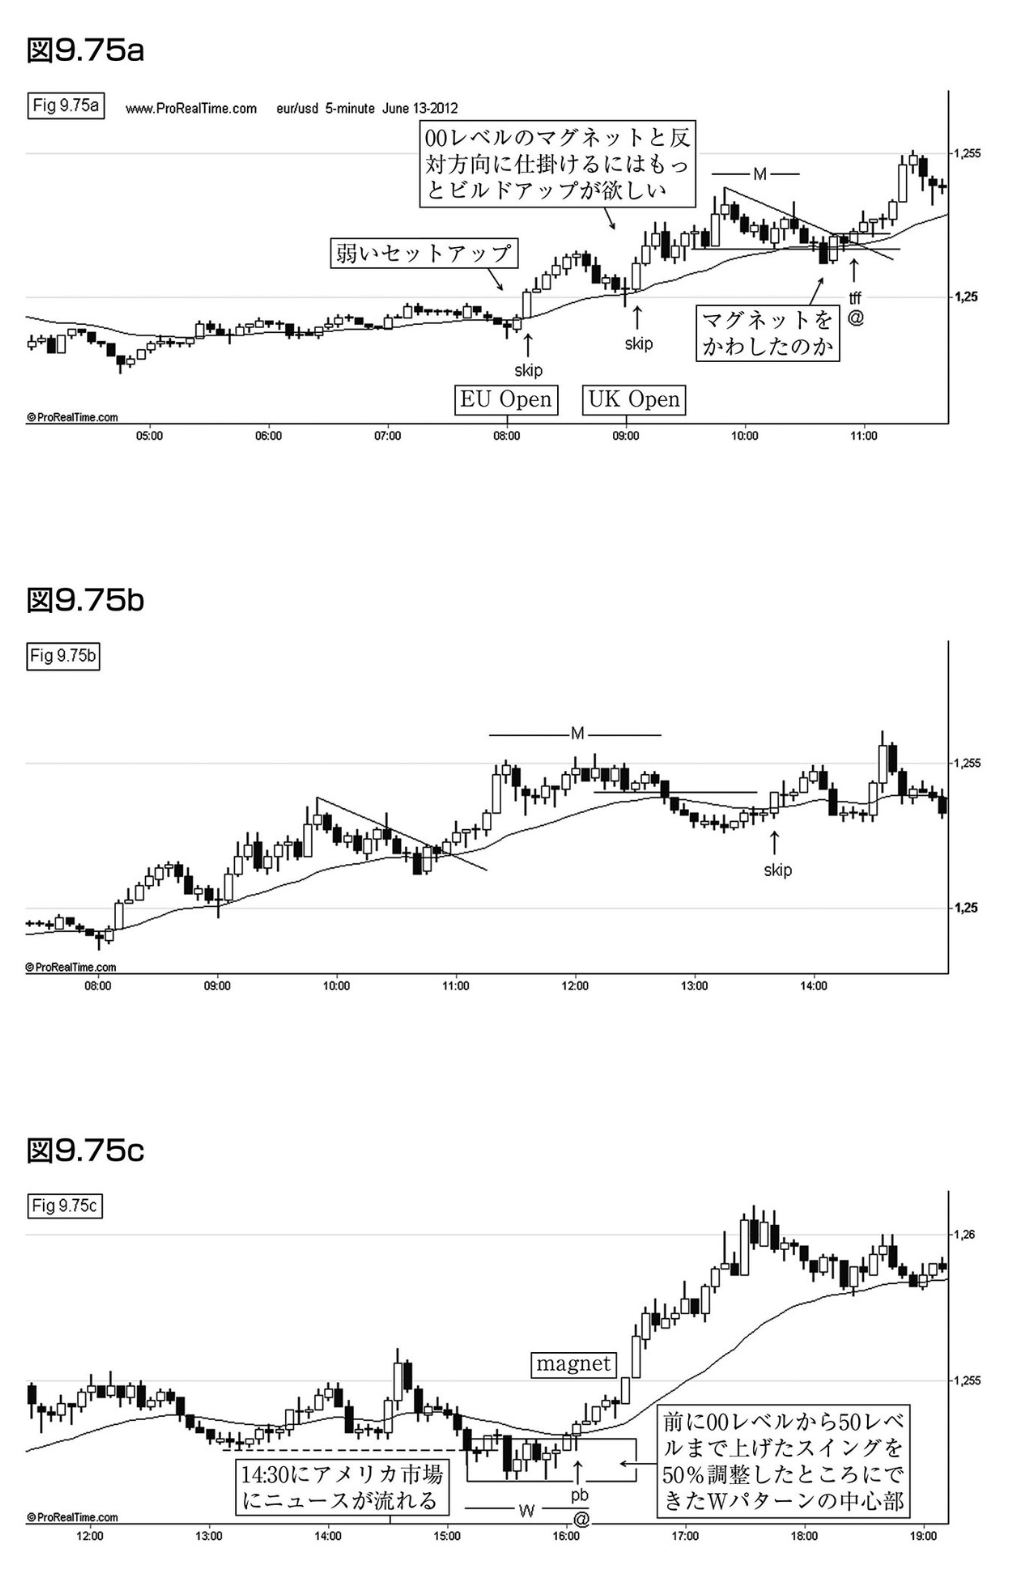 図9.75a
Fig 9.75a
www.ProRealTime.com eur/usd 5-minute June 13-2012
00レベルのマグネットと反
対方向に仕掛けるにはもっ
とビルドアップが欲しい
M
1,255
弱いセットアップ
1,25
tff
@
マグネットを
かわしたのか
skip
skip
EU Open
UK Open
©ProRealTime.com
05:00 06:00 07:00 08:00 09:00 10:00 11:00
図9.75b
Fig 9.75b
M
1,255
skip
1,25
©ProRealTime.com
08:00 09:00 10:00 11:00 12:00 13:00 14:00
図9.75c
Fig 9.75c
1,26
magnet
1,255
前に00レベルから50レベ
ルまで上げたスイングを
50%調整したところにで
きたWパターンの中心部
14:30にアメリカ市場
にニュースが流れる
pb
W
@
©ProRealTime.com
12:00 13:00 14:00 15:00 16:00 17:00 18:00 19:00